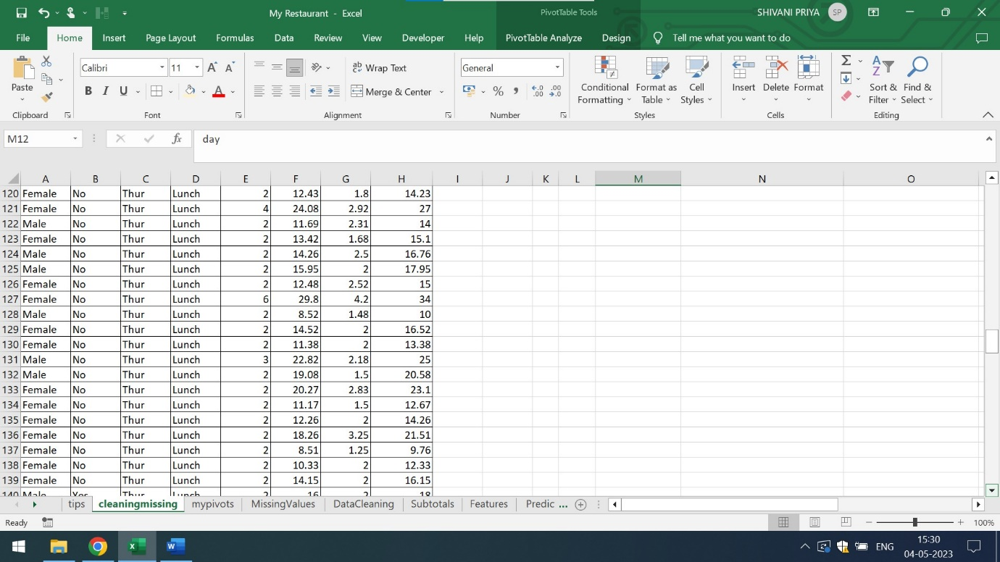 My Restaurant - Excel
PivotTable Tools
SHIVANI PRIYA SP
File Home Insert Page Layout Formulas Data Review View Developer Help PivotTable Analyze Design Tell me what you want to do
Calibri 11 A A ab Wrap Text General Σ A Z
Paste B I U A Merge & Center % , .0 .00 .00 .0 Conditional Formatting Format as Table Cell Styles Insert Delete Format Sort & Filter Find & Select
Clipboard Font Alignment Number Styles Cells Editing
M12 fx day
A B C D E F G H I J K L M N O
120 Female No Thur Lunch 2 12.43 1.8 14.23
121 Female No Thur Lunch 4 24.08 2.92 27
122 Male No Thur Lunch 2 11.69 2.31 14
123 Female No Thur Lunch 2 13.42 1.68 15.1
124 Male No Thur Lunch 2 14.26 2.5 16.76
125 Male No Thur Lunch 2 15.95 2 17.95
126 Female No Thur Lunch 2 12.48 2.52 15
127 Female No Thur Lunch 6 29.8 4.2 34
128 Male No Thur Lunch 2 8.52 1.48 10
129 Female No Thur Lunch 2 14.52 2 16.52
130 Female No Thur Lunch 2 11.38 2 13.38
131 Male No Thur Lunch 3 22.82 2.18 25
132 Male No Thur Lunch 2 19.08 1.5 20.58
133 Female No Thur Lunch 2 20.27 2.83 23.1
134 Female No Thur Lunch 2 11.17 1.5 12.67
135 Female No Thur Lunch 2 12.26 2 14.26
136 Female No Thur Lunch 2 18.26 3.25 21.51
137 Female No Thur Lunch 2 8.51 1.25 9.76
138 Female No Thur Lunch 2 10.33 2 12.33
139 Female No Thur Lunch 2 14.15 2 16.15
140 Male Yes Thur Lunch 2 16 2 18
tips cleaningmissing mypivots MissingValues DataCleaning Subtotals Features Predic ...
Ready 100%
ENG 15:30
04-05-2023